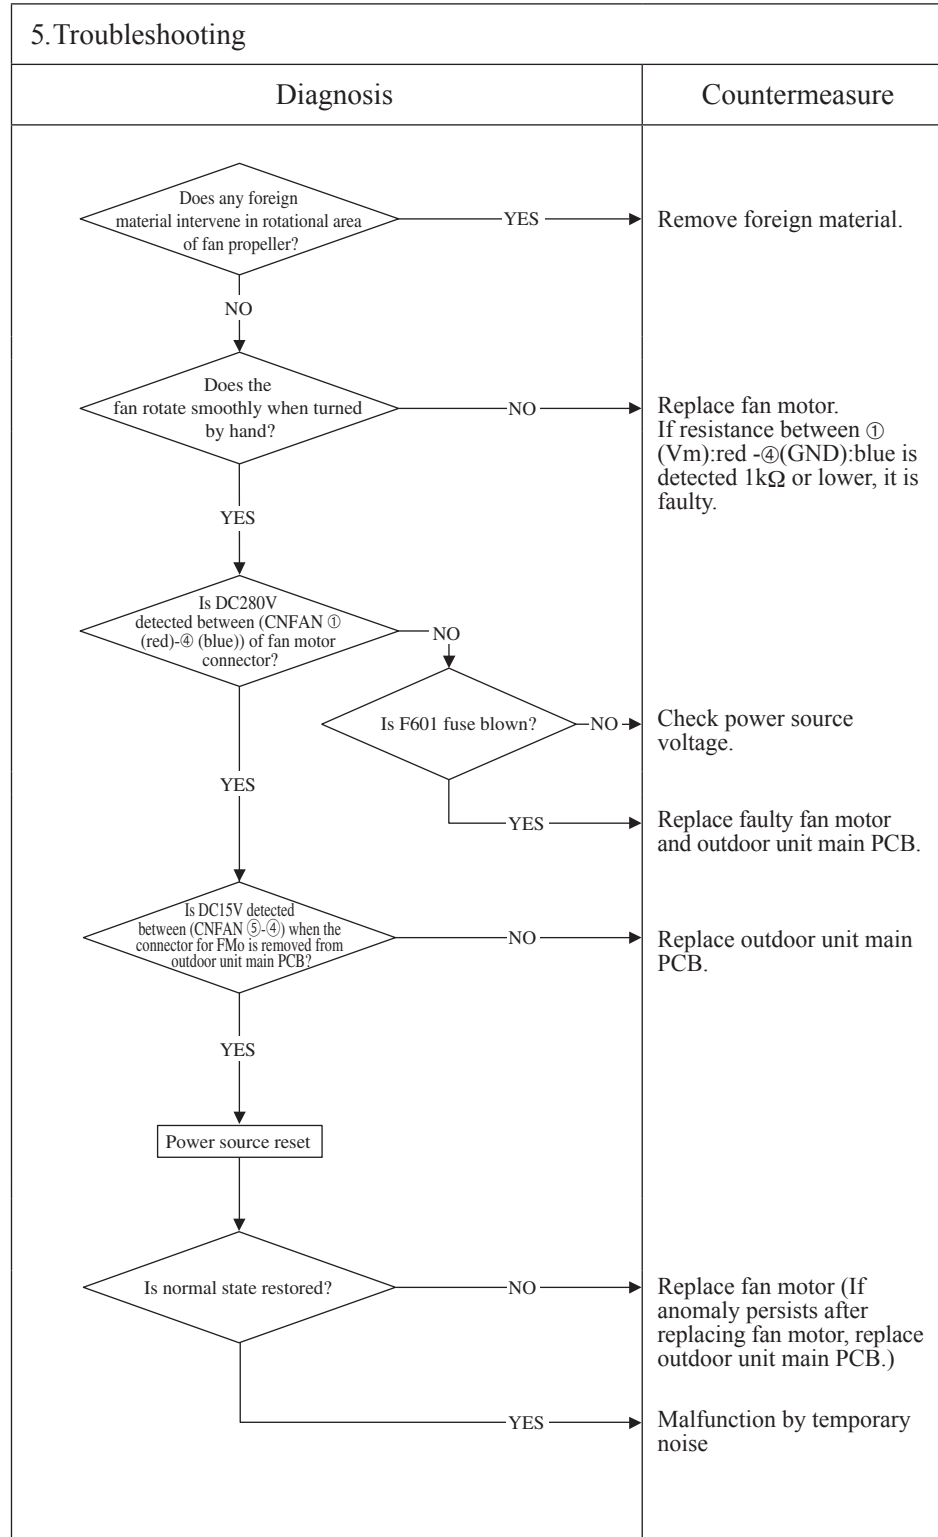 5.Troubleshooting
Diagnosis
Countermeasure
Does any foreign
material intervene in rotational area
of fan propeller?
YES
Remove foreign material.
NO
Does the
fan rotate smoothly when turned
by hand?
NO
Replace fan motor.
If resistance between ①
(Vm):red -④(GND):blue is
detected 1kΩ or lower, it is
faulty.
YES
Is DC280V
detected between (CNFAN ①
(red)-④ (blue)) of fan motor
connector?
NO
Is F601 fuse blown?
NO
Check power source
voltage.
YES
YES
Replace faulty fan motor
and outdoor unit main PCB.
Is DC15V detected
between (CNFAN ⑤-④) when the
connector for FMo is removed from
outdoor unit main PCB?
NO
Replace outdoor unit main
PCB.
YES
Power source reset
Is normal state restored?
NO
Replace fan motor (If
anomaly persists after
replacing fan motor, replace
outdoor unit main PCB.)
YES
Malfunction by temporary
noise